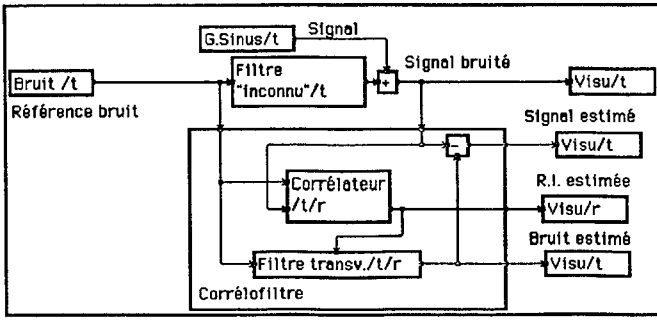 Signal
G.Sinus/t
Signal bruité
Bruit /t
Filtre
"inconnu"/t
+
Visu/t
Référence bruit
Signal estimé
-
Visu/t
Corrélateur
/t/r
R.I. estimée
Visu/r
Bruit estimé
Filtre transv./t/r
Visu/t
Corrélofiltre